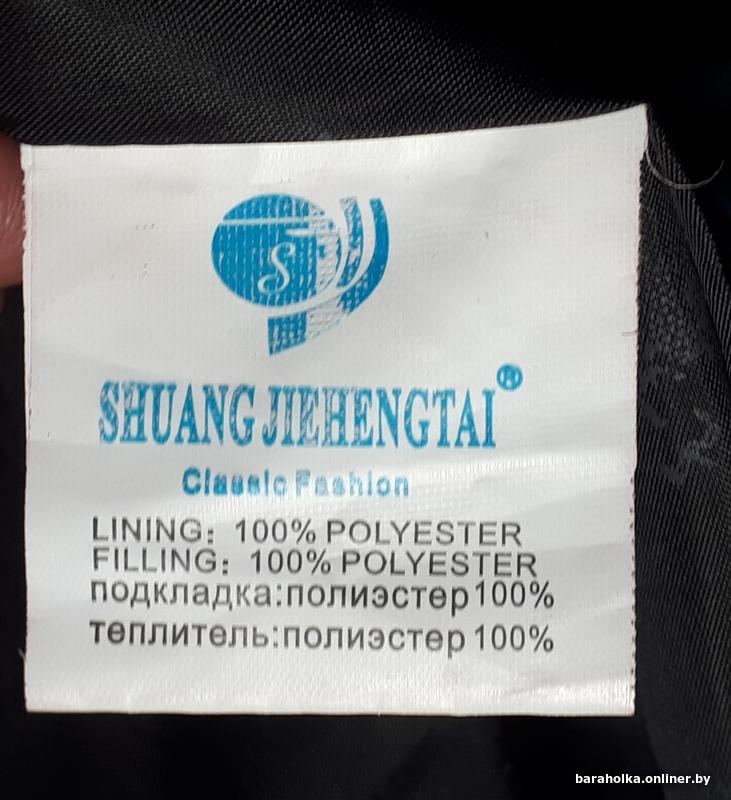 S
SHUANG JIEHENGTAI®
Classic Fashion
LINING: 100% POLYESTER
FILLING: 100% POLYESTER
подкладка:полиэстер100%
теплитель:полиэстер100%
baraholka.onliner.by